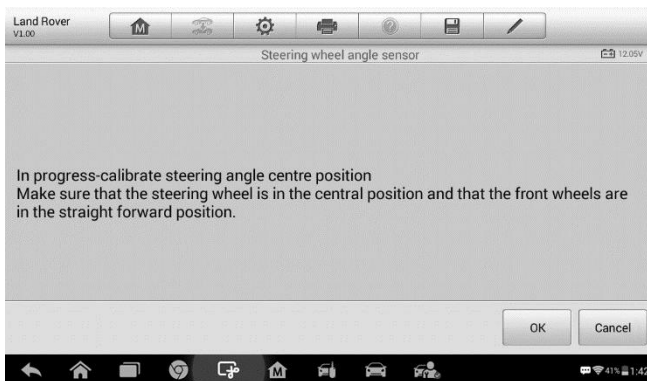 Land Rover
V1.00
Steering wheel angle sensor
12.05V
In progress-calibrate steering angle centre position
Make sure that the steering wheel is in the central position and that the front wheels are
in the straight forward position.
OK
Cancel
41%
1:42